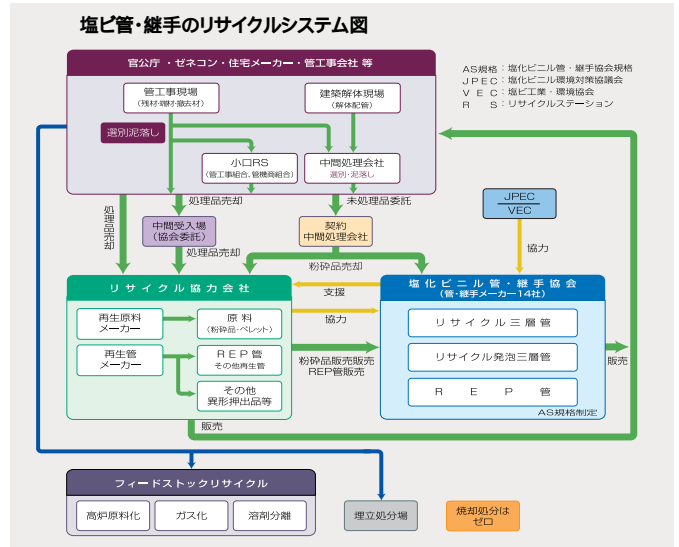 塩ビ管・継手のリサイクルシステム図
官公庁・ゼネコン・住宅メーカー・管工事会社 等
AS規格：塩化ビニル管・継手協会規格
JPEC：塩化ビニル環境対策協議会
VEC：塩ビ工業・環境協会
RS：リサイクルステーション
管工事現場
(残材・端材・撤去材)
建築解体現場
(解体配管)
選別泥落し
小口RS
(管工事組合、管機商組合)
中間処理会社
選別・泥落し
処理品売却
処理品売却
未処理品委託
中間受入場
(協会委託)
契約
中間処理会社
JPEC
VEC
処理品売却
粉砕品売却
協力
リサイクル協力会社
支援
塩化ビニル管・継手協会
(管・継手メーカー14社)
協力
再生原料
メーカー
原料
(粉砕品・ペレット)
リサイクル三層管
再生管
メーカー
REP管
その他再生管
粉砕品販売販売
REP管販売
リサイクル発泡三層管
販売
その他
異形押出品等
REP管
AS規格制定
販売
フィードストックリサイクル
高炉原料化
ガス化
溶剤分離
埋立処分場
焼却処分は
ゼロ